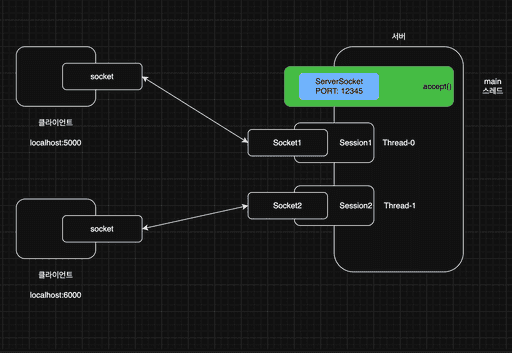 서버
socket
ServerSocket
PORT: 12345
accept()
main
스레드
클라이언트
localhost:5000
Socket1
Session1
Thread-0
socket
Socket2
Session2
Thread-1
클라이언트
localhost:6000